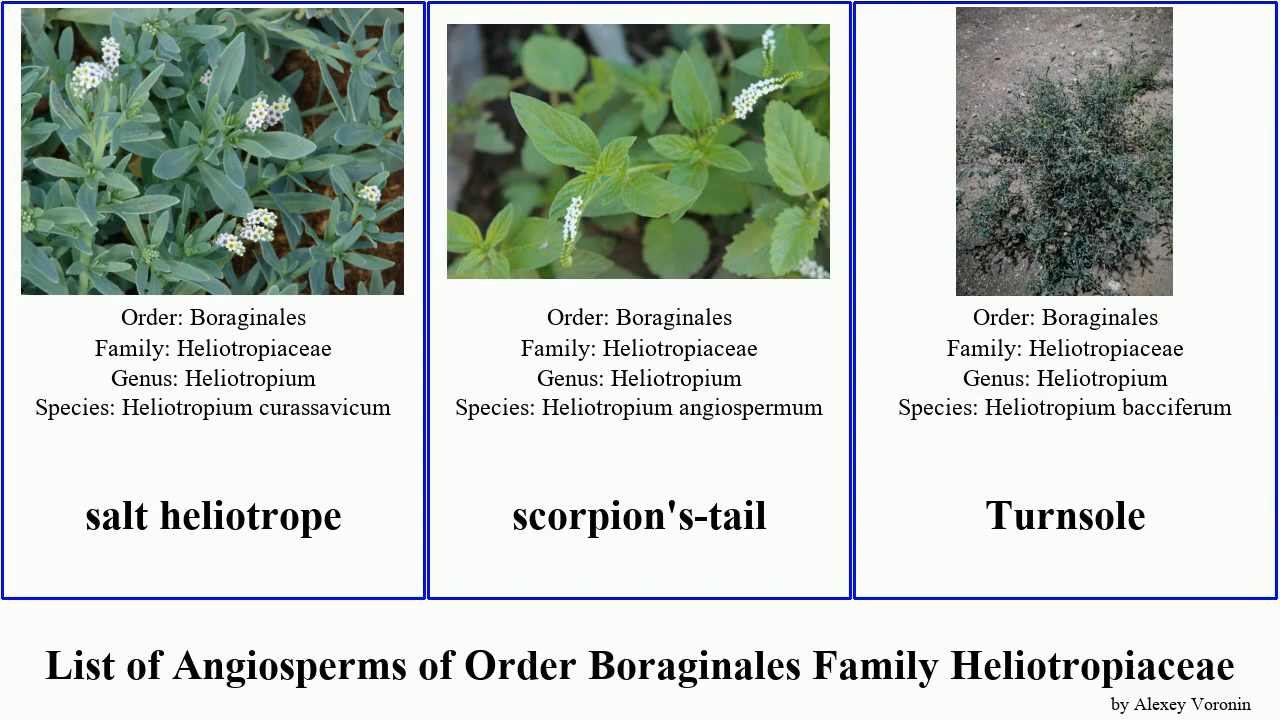 Order: Boraginales
Family: Heliotropiaceae
Genus: Heliotropium
Species: Heliotropium curassavicum
salt heliotrope
Order: Boraginales
Family: Heliotropiaceae
Genus: Heliotropium
Species: Heliotropium angiospermum
scorpion's-tail
Order: Boraginales
Family: Heliotropiaceae
Genus: Heliotropium
Species: Heliotropium bacciferum
Turnsole
List of Angiosperms of Order Boraginales Family Heliotropiaceae
by Alexey Voronin